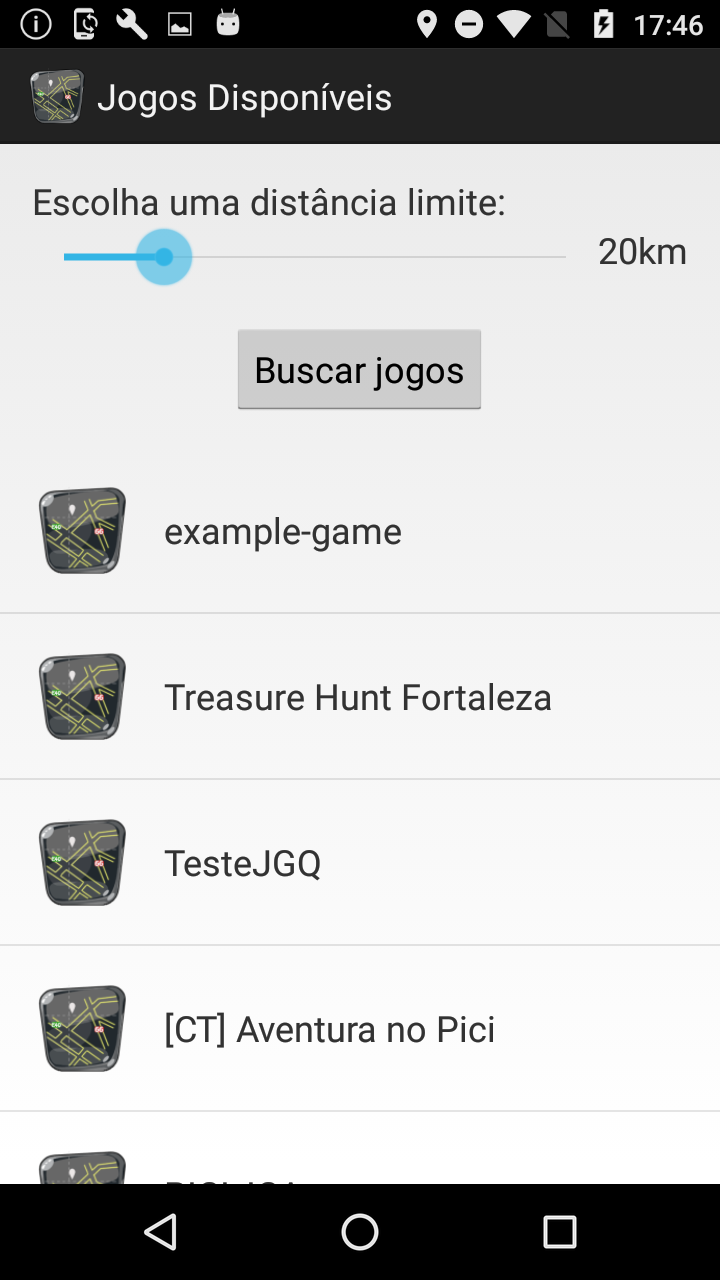 17:46
Jogos Disponíveis
Escolha uma distância limite:
20km
Buscar jogos
example-game
Treasure Hunt Fortaleza
TesteJGQ
[CT] Aventura no Pici